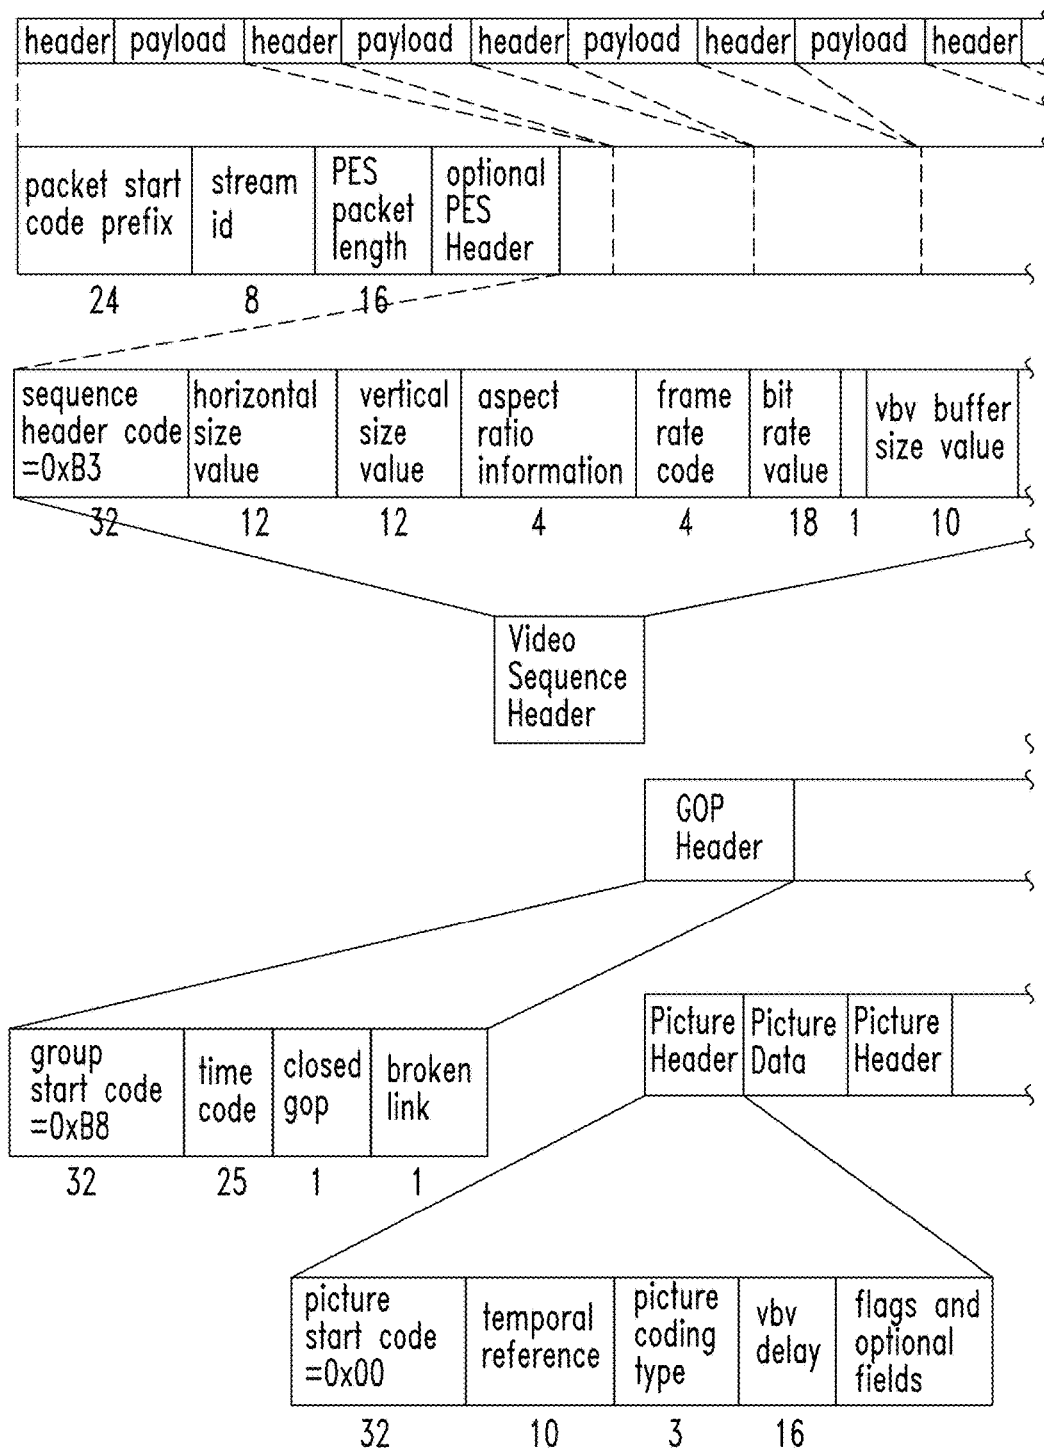 header payload header payload header payload header payload header
packet start code prefix
stream id
PES packet length
optional PES Header
24 8 16
sequence header code =0xB3
horizontal size value
vertical size value
aspect ratio information
frame rate code
bit rate value
vbv buffer size value
32 12 12 4 4 18 1 10
Video
Sequence
Header
GOP
Header
Picture Header
Picture Data
Picture Header
group start code =0xB8
time code
closed gop
broken link
32 25 1 1
picture start code =0x00
temporal reference
picture coding type
vbv delay
flags and optional fields
32 10 3 16